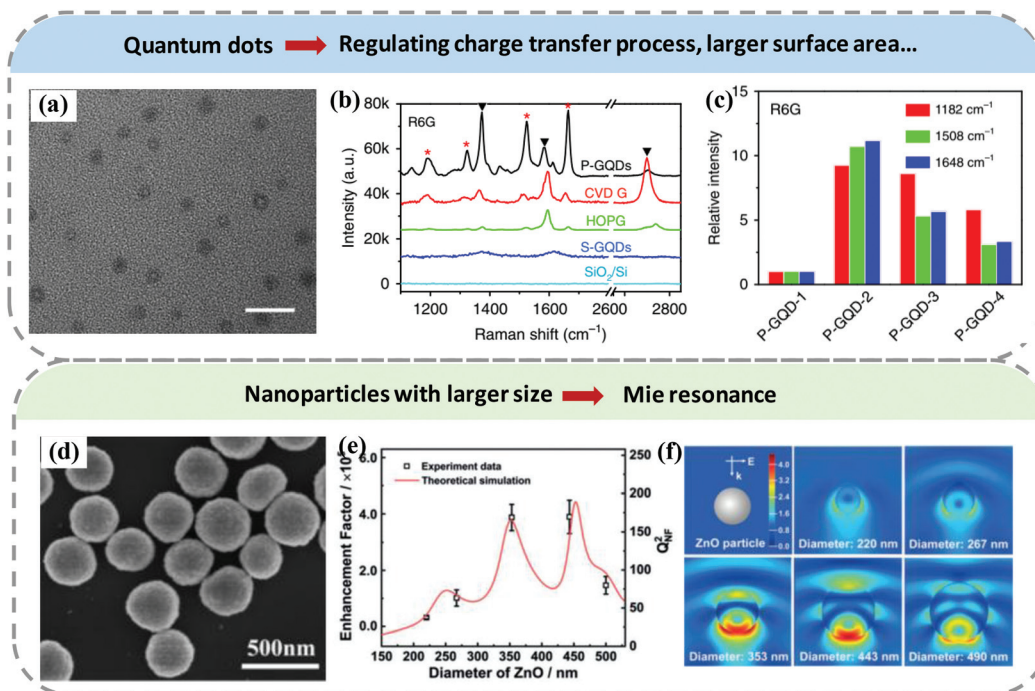 Quantum dots Regulating charge transfer process, larger surface area…
(a)
(b)
80k
60k
40k
20k
0
Intensity (a.u.)
R6G
*
*
*
*
P-GQDs
CVD G
HOPG
S-GQDs
SiO₂/Si
1200 1400 1600 2600 2800
Raman shift (cm⁻¹)
(c)
R6G
1182 cm⁻¹
1508 cm⁻¹
1648 cm⁻¹
15
10
5
0
Relative intensity
P-GQD-1
P-GQD-2
P-GQD-3
P-GQD-4
Nanoparticles with larger size Mie resonance
(d)
500nm
(e)
Enhancement Factor / ×10⁵
6.0
4.0
2.0
0.0
Experiment data
Theoretical simulation
250
200
150
100
50
0
Q²NF
150 200 250 300 350 400 450 500
Diameter of ZnO / nm
(f)
E
k
4.0
3.2
2.4
1.6
0.8
0.0
ZnO particle
Diameter: 220 nm
Diameter: 267 nm
Diameter: 353 nm
Diameter: 443 nm
Diameter: 490 nm